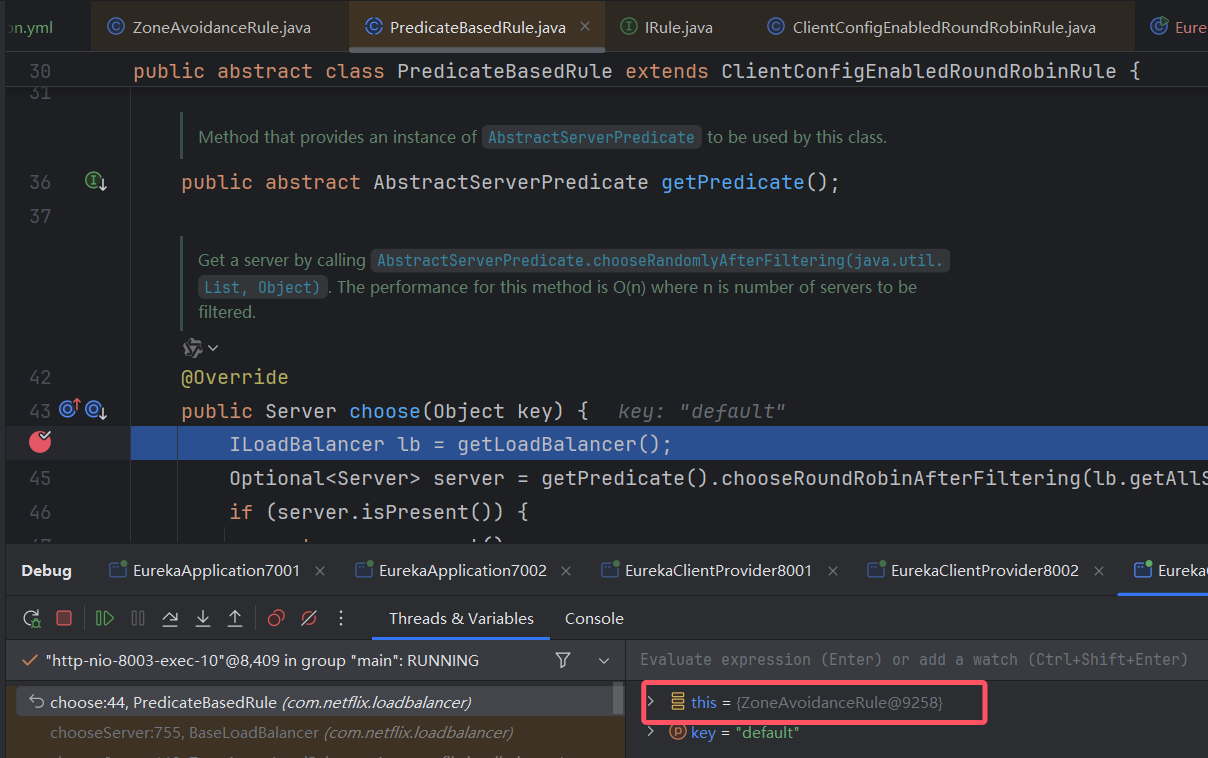 on.yml ZoneAvoidanceRule.java PredicateBasedRule.java IRule.java ClientConfigEnabledRoundRobinRule.java Eure
30 public abstract class PredicateBasedRule extends ClientConfigEnabledRoundRobinRule {
31
Method that provides an instance of AbstractServerPredicate to be used by this class.
36 public abstract AbstractServerPredicate getPredicate();
37
Get a server by calling AbstractServerPredicate.chooseRandomlyAfterFiltering(java.util.
List, Object). The performance for this method is O(n) where n is number of servers to be
filtered.
42 @Override
43 public Server choose(Object key) { key: "default"
ILoadBalancer lb = getLoadBalancer();
45 Optional<Server> server = getPredicate().chooseRoundRobinAfterFiltering(lb.getAllS
46 if (server.isPresent()) {
Debug EurekaApplication7001 EurekaApplication7002 EurekaClientProvider8001 EurekaClientProvider8002 Eureka
Threads & Variables Console
"http-nio-8003-exec-10"@8,409 in group "main": RUNNING
Evaluate expression (Enter) or add a watch (Ctrl+Shift+Enter)
choose:44, PredicateBasedRule (com.netflix.loadbalancer)
this = {ZoneAvoidanceRule@9258}
chooseServer:755, BaseLoadBalancer (com.netflix.loadbalancer)
key = "default"